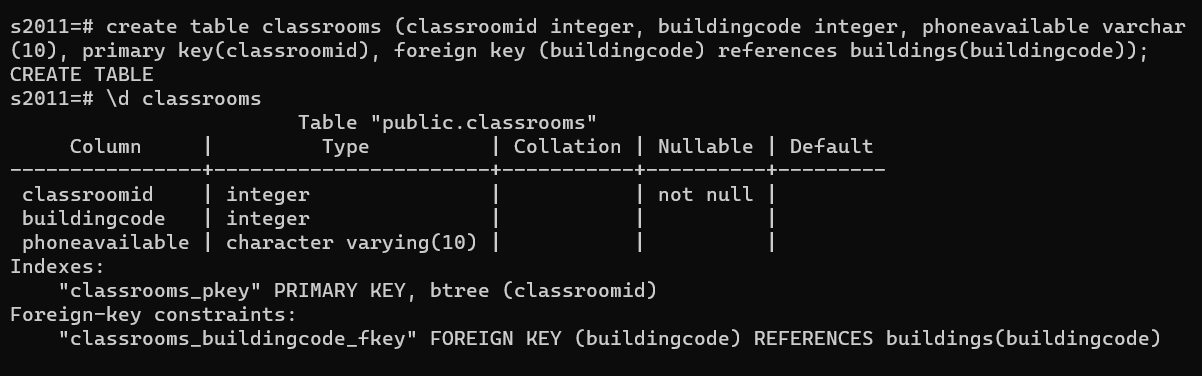 s2011=# create table classrooms (classroomid integer, buildingcode integer, phoneavailable varchar
(10), primary key(classroomid), foreign key (buildingcode) references buildings(buildingcode));
CREATE TABLE
s2011=# \d classrooms
                        Table "public.classrooms"
     Column     |         Type          | Collation | Nullable | Default
----------------+-----------------------+-----------+----------+---------
 classroomid    | integer               |           | not null |
 buildingcode   | integer               |           |          |
 phoneavailable | character varying(10) |           |          |
Indexes:
    "classrooms_pkey" PRIMARY KEY, btree (classroomid)
Foreign-key constraints:
    "classrooms_buildingcode_fkey" FOREIGN KEY (buildingcode) REFERENCES buildings(buildingcode)